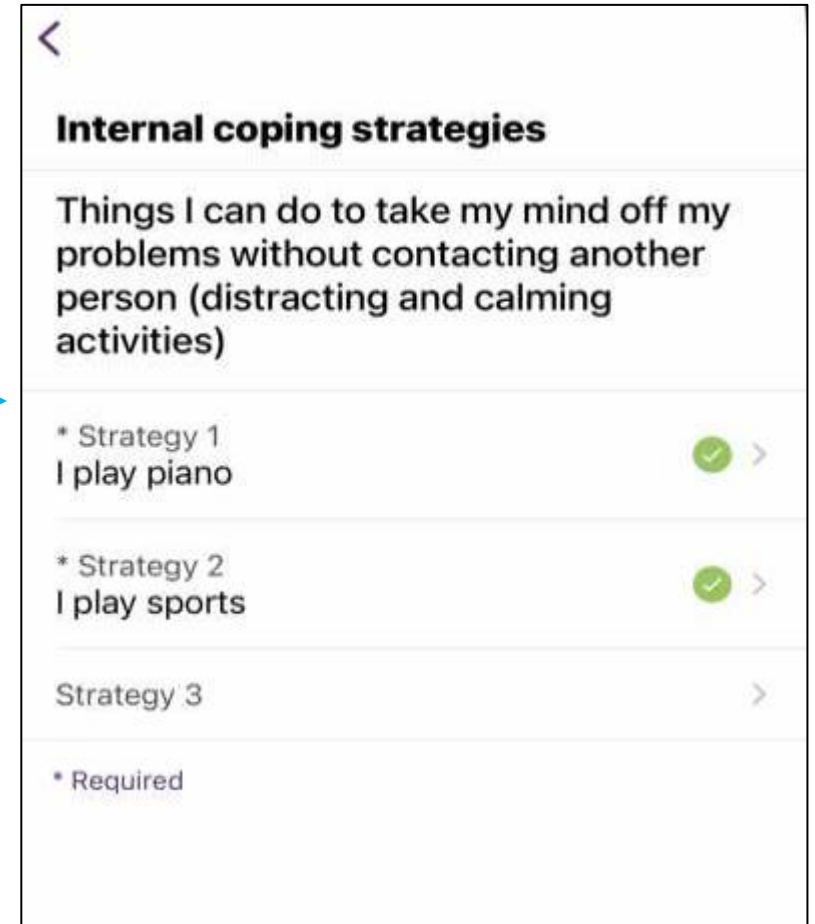 Internal coping strategies
Things I can do to take my mind off my
problems without contacting another
person (distracting and calming
activities)
* Strategy 1
I play piano
* Strategy 2
I play sports
Strategy 3
* Required